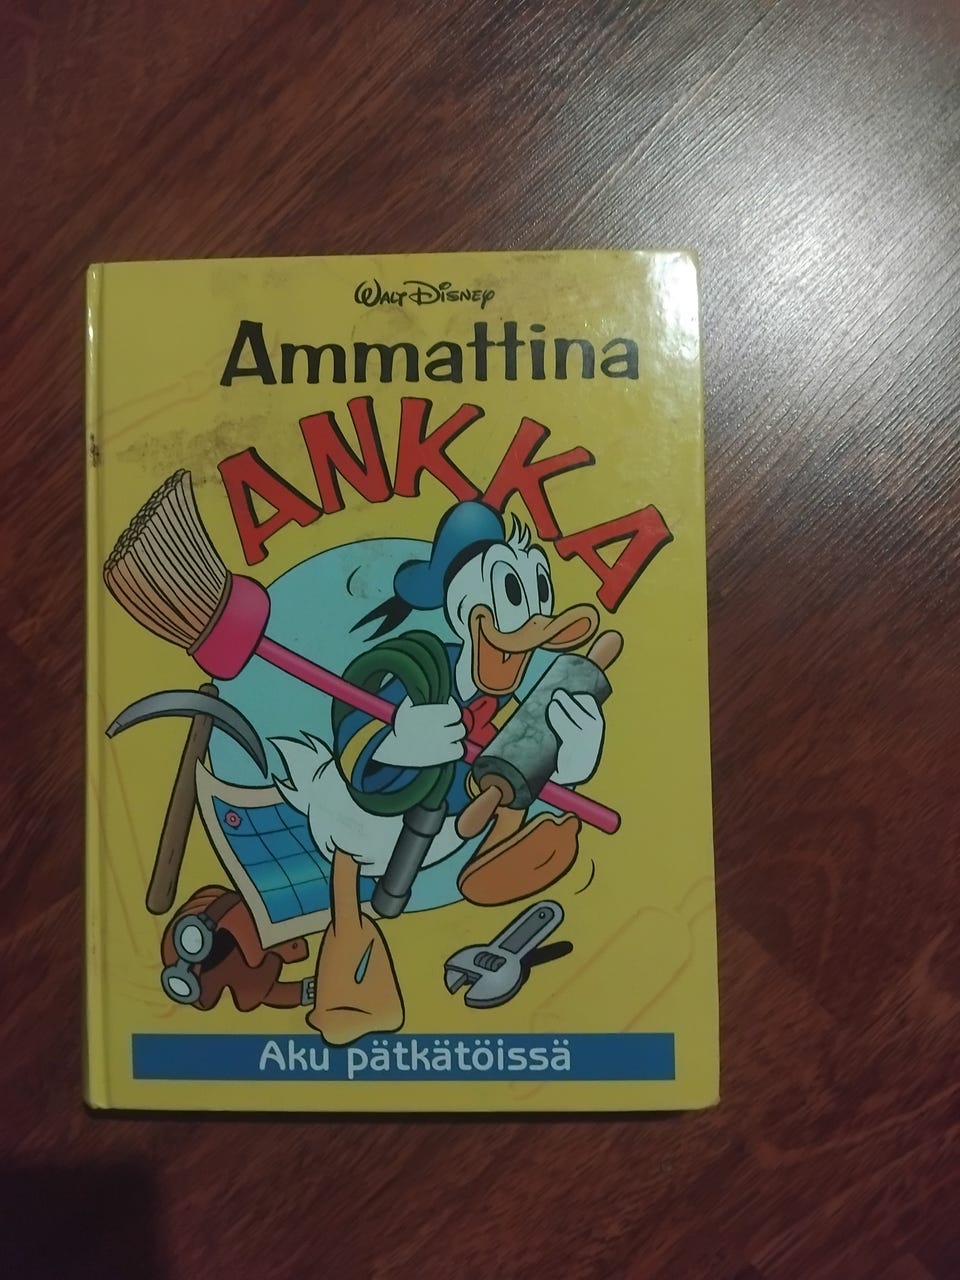 Walt Disney
Ammattina
ANKKA
Aku pätkätöissä